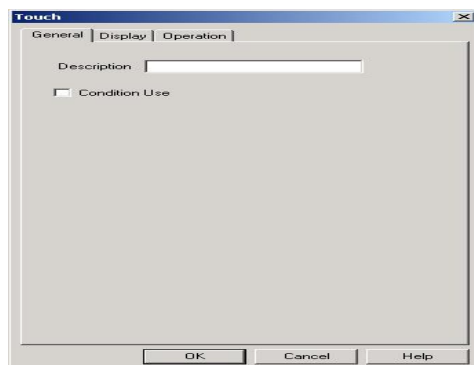 Touch
General Display Operation
Description
Condition Use
OK Cancel Help